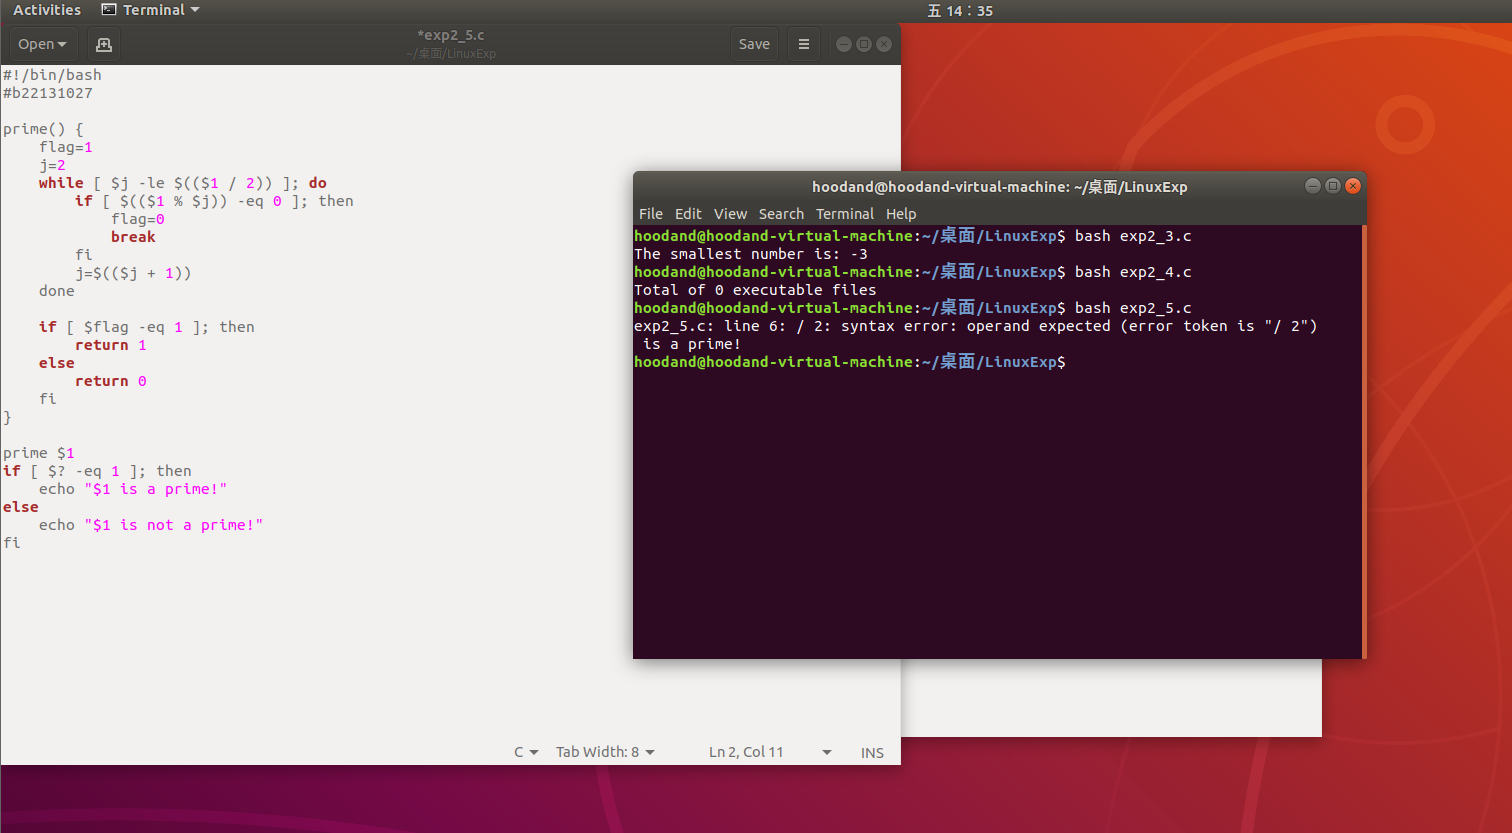 Activities Terminal 五 14：35
Open *exp2_5.c Save
~/桌面/LinuxExp
#!/bin/bash
#b22131027
prime() {
    flag=1
    j=2
    while [ $j -le $(($1 / 2)) ]; do
        if [ $(($1 % $j)) -eq 0 ]; then
            flag=0
            break
        fi
        j=$(($j + 1))
    done
    if [ $flag -eq 1 ]; then
        return 1
    else
        return 0
    fi
}
prime $1
if [ $? -eq 1 ]; then
    echo "$1 is a prime!"
else
    echo "$1 is not a prime!"
fi
C Tab Width: 8 Ln 2, Col 11 INS
hoodand@hoodand-virtual-machine: ~/桌面/LinuxExp
File Edit View Search Terminal Help
hoodand@hoodand-virtual-machine:~/桌面/LinuxExp$ bash exp2_3.c
The smallest number is: -3
hoodand@hoodand-virtual-machine:~/桌面/LinuxExp$ bash exp2_4.c
Total of 0 executable files
hoodand@hoodand-virtual-machine:~/桌面/LinuxExp$ bash exp2_5.c
exp2_5.c: line 6: / 2: syntax error: operand expected (error token is "/ 2")
 is a prime!
hoodand@hoodand-virtual-machine:~/桌面/LinuxExp$